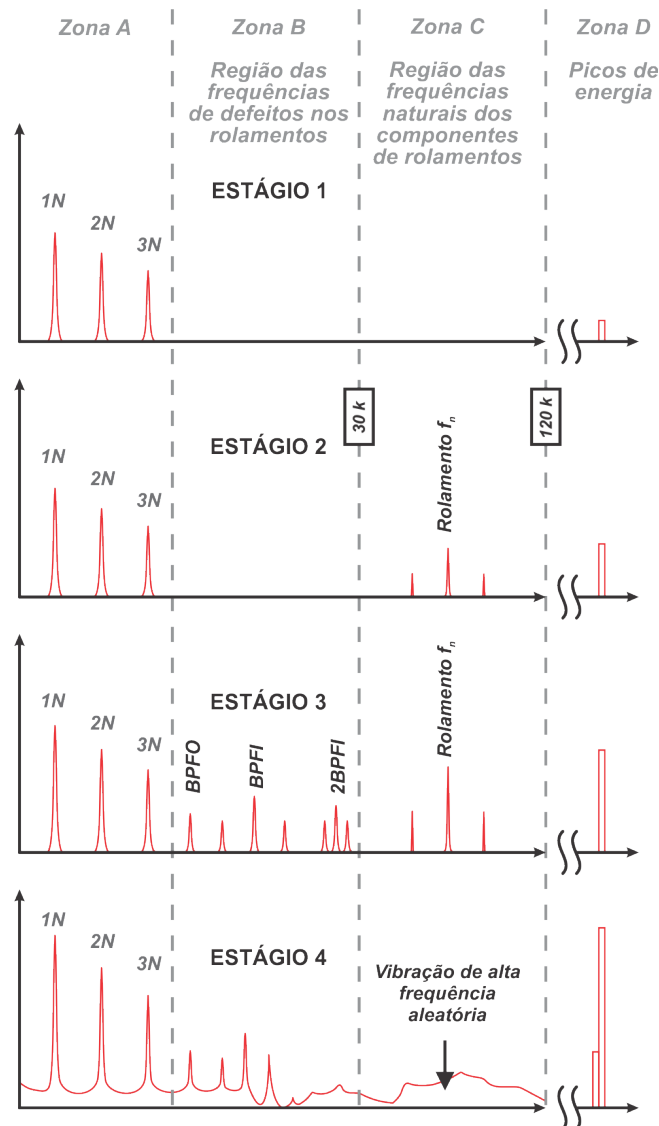 Zona A
Zona B
Zona C
Zona D
Região das
frequências
de defeitos nos
rolamentos
Região das
frequências
naturais dos
componentes
de rolamentos
Picos de
energia
ESTÁGIO 1
1N
2N
3N
30 k
120 k
ESTÁGIO 2
1N
2N
3N
Rolamento fn
ESTÁGIO 3
1N
2N
3N
BPFO
BPFI
2BPFI
Rolamento fn
ESTÁGIO 4
1N
2N
3N
Vibração de alta
frequência
aleatória